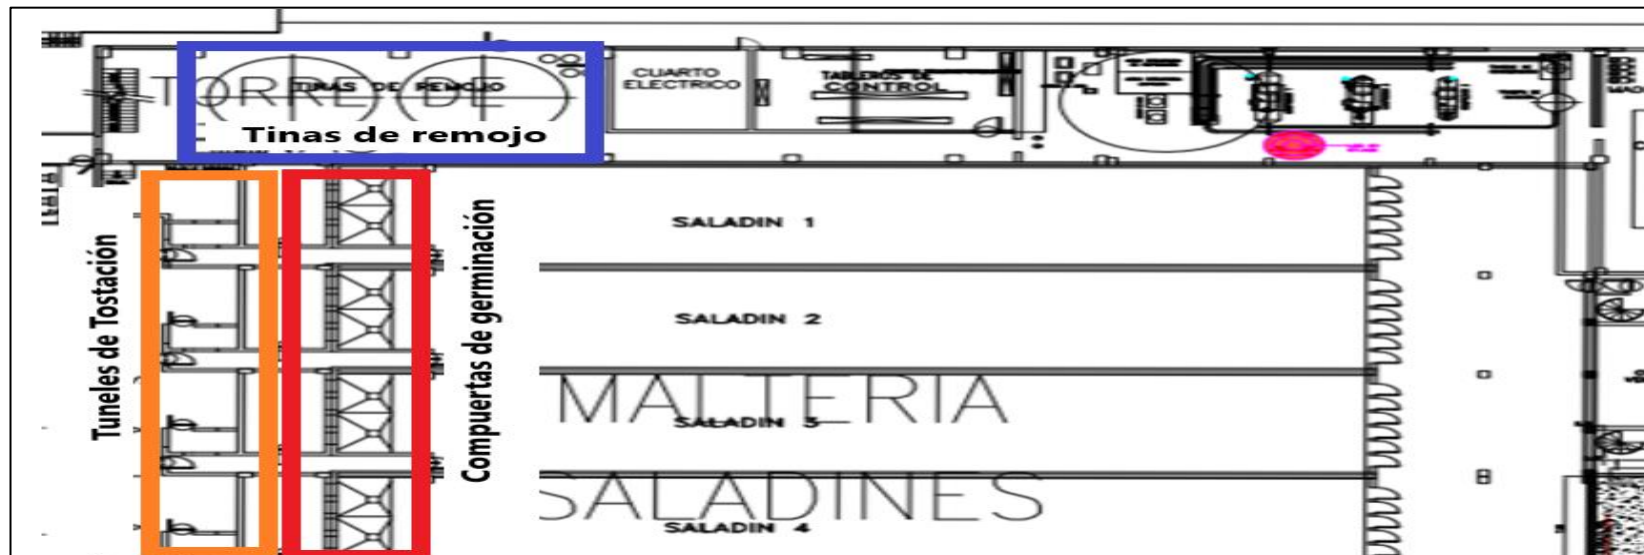 TORRE DE
TINAS DE REMOJO
Tinas de remojo
CUARTO
ELECTRICO
TABLEROS DE
CONTROL
Tuneles de Tostación
Compuertas de germinación
SALADIN 1
SALADIN 2
MALTERIA
SALADIN 3
SALADINES
SALADIN 4